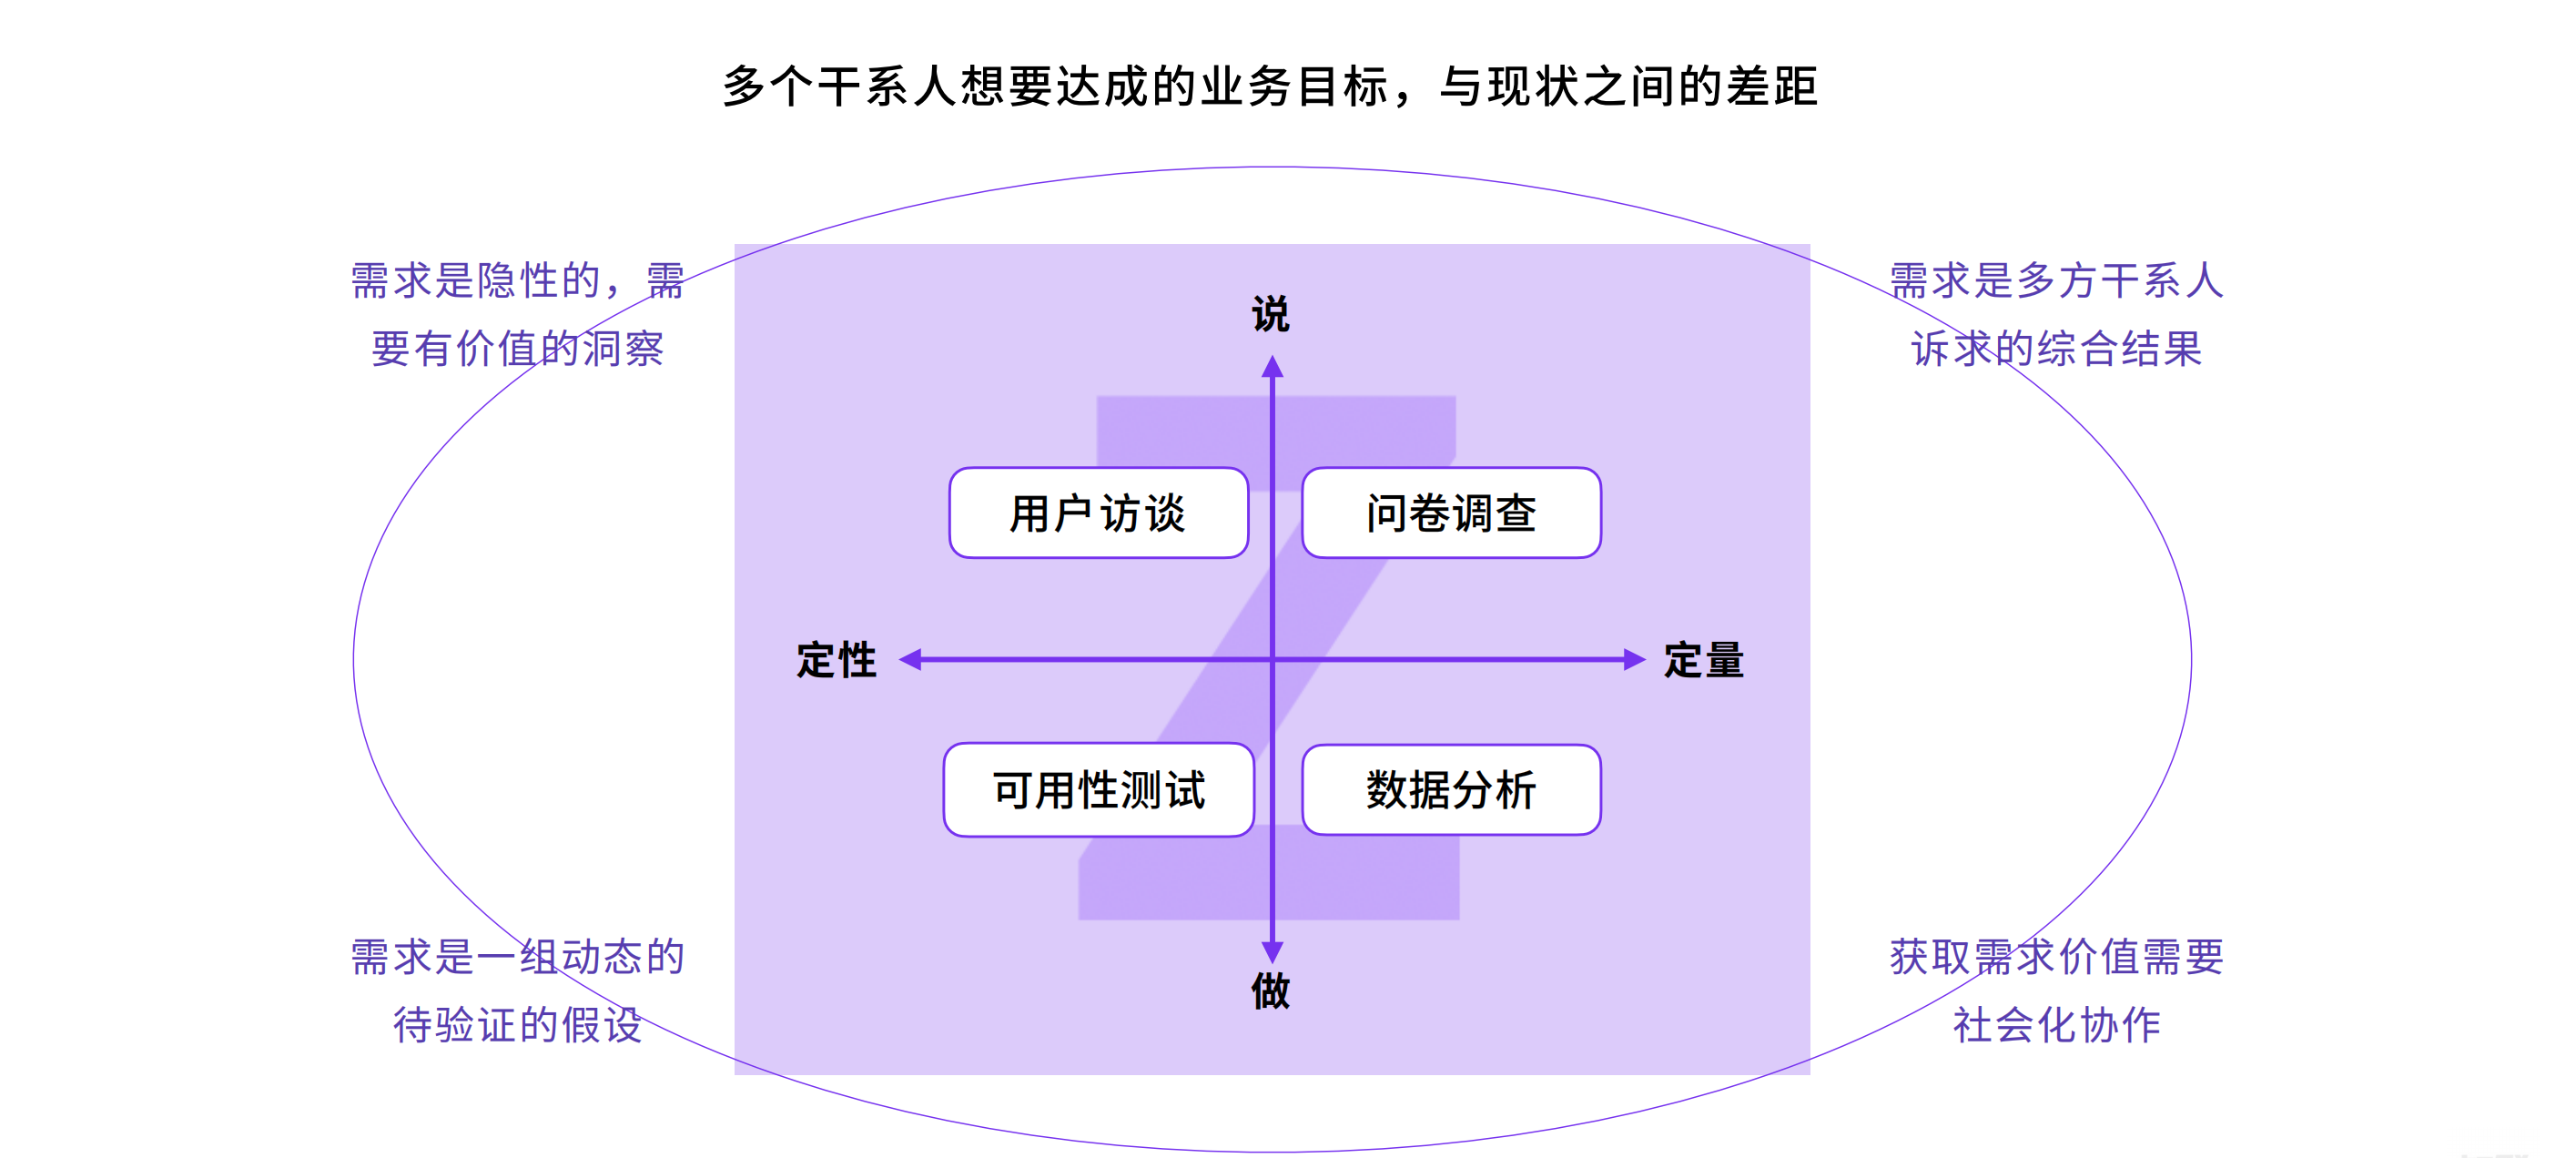 多个干系人想要达成的业务目标，与现状之间的差距
需求是隐性的，需
要有价值的洞察
需求是多方干系人
诉求的综合结果
说
用户访谈
问卷调查
定性
定量
可用性测试
数据分析
做
需求是一组动态的
待验证的假设
获取需求价值需要
社会化协作